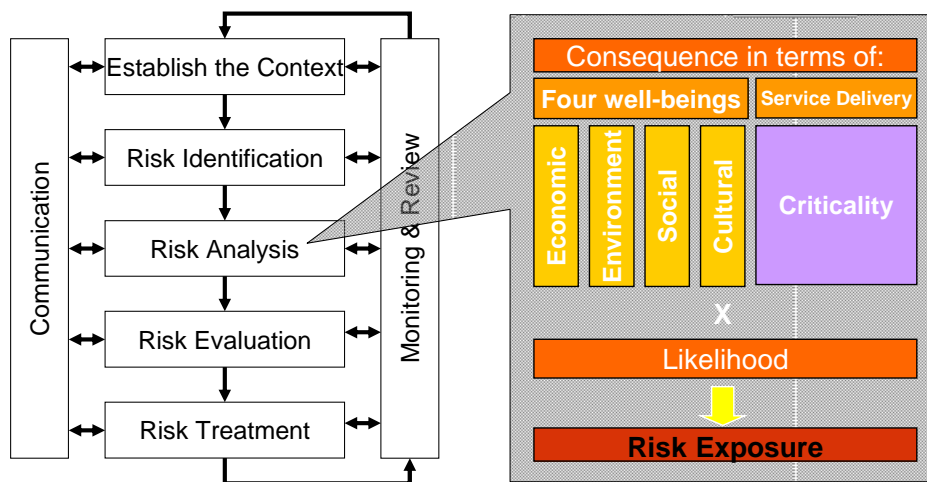 Establish the Context
Risk Identification
Risk Analysis
Risk Evaluation
Risk Treatment
Communication
Monitoring & Review
Consequence in terms of:
Four well-beings
Service Delivery
Economic
Environment
Social
Cultural
Criticality
X
Likelihood
Risk Exposure